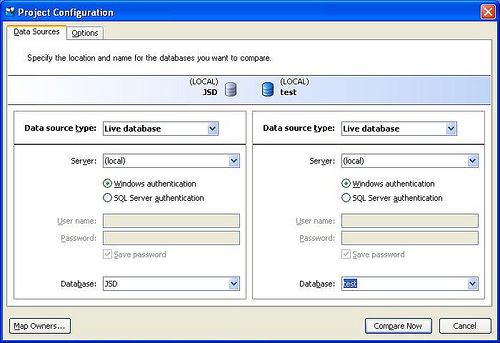 Project Configuration
Data Sources Options
Specify the location and name for the databases you want to compare.
(LOCAL) (LOCAL)
JSD test
Data source type: Live database Data source type: Live database
Server: (local) Server: (local)
Windows authentication Windows authentication
SQL Server authentication SQL Server authentication
User name: User name:
Password: Password:
Save password Save password
Database: JSD Database: test
Map Owners... Compare Now Cancel